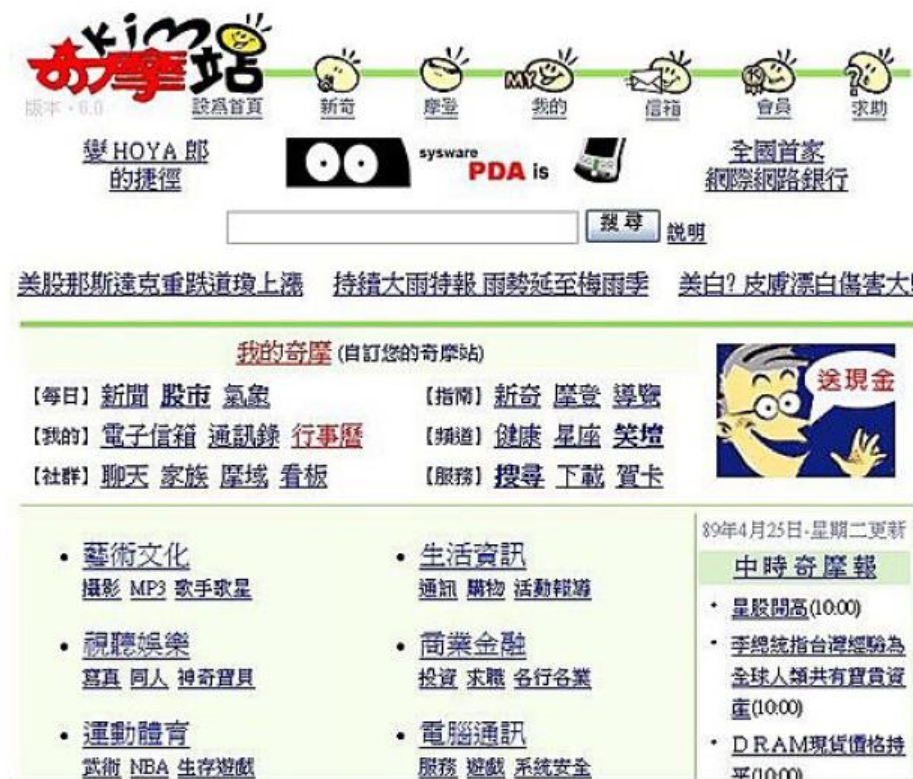 kimo
奇摩站
版本・6.0
設為首頁 新奇 摩登 MY 我的 信箱 會員 求助
變 HOYA 郎
的捷徑
sysware
PDA is
全國首家
網際網路銀行
搜尋 說明
美股那斯達克重跌道瓊上漲 持續大雨特報 雨勢延至梅雨季 美白? 皮膚漂白傷害大!
我的奇摩 (自訂您的奇摩站)
【每日】 新聞 股市 氣象 【指南】 新奇 摩登 導覽
【我的】 電子信箱 通訊錄 行事曆 【頻道】 健康 星座 笑壇
【社群】 聊天 家族 摩域 看板 【服務】 搜尋 下載 賀卡
送現金
• 藝術文化
攝影 MP3 歌手歌星
• 視聽娛樂
寫真 同人 神奇寶貝
• 運動體育
武術 NBA 生存遊戲
• 生活資訊
通訊 購物 活動報導
• 商業金融
投資 求職 各行各業
• 電腦通訊
服務 遊戲 系統安全
89年4月25日-星期二更新
中時奇摩報
• 星股開高(10:00)
• 李總統指台灣經驗為
全球人類共有寶貴資
產(10:00)
• DRAM現貨價格持
平(10:00)